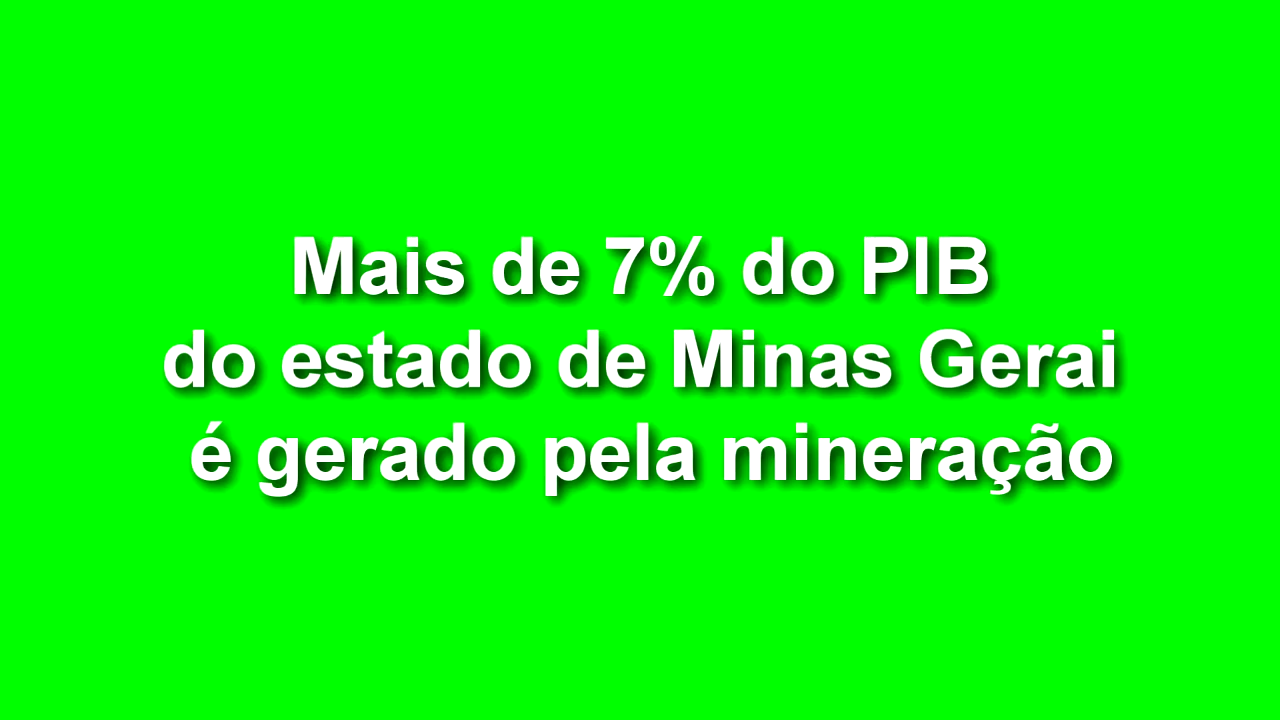 Mais de 7% do PIB
do estado de Minas Gerai
é gerado pela mineração